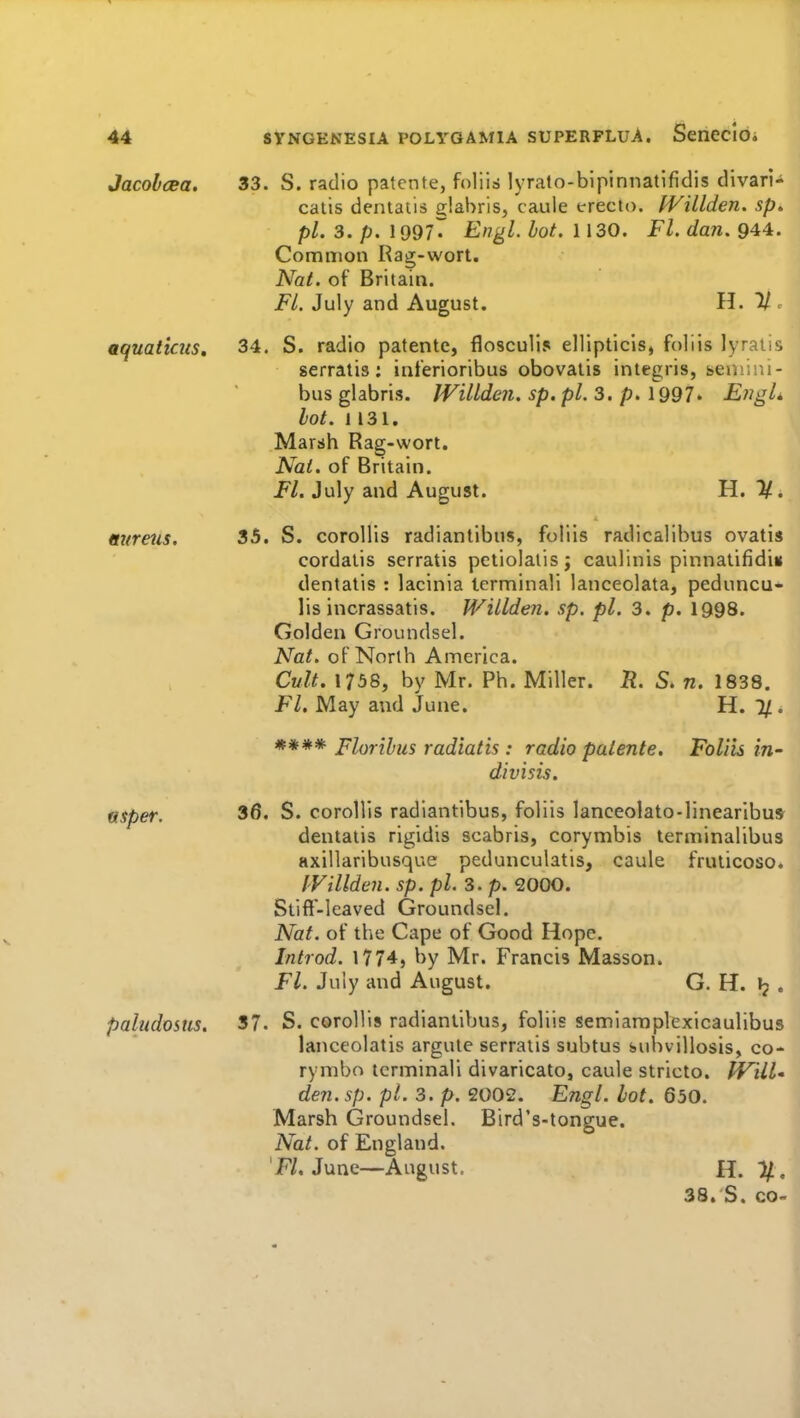 44 SYNGENESIA POLYGAMIA SUPERFLUA. Senecio.
Jacobæa. 33. S. radio patente, foliis lyrato-bipinnatifidis divari-
catis dentatis glabris, caule erecto. Willden. sp.
pl. 3. p. 1997. Engl. bot. 1130. Fl. dan. 944.
Common Rag-wort.
Nat. of Britain.
Fl. July and August. H. ♃.
aquaticus. 34. S. radio patente, flosculis ellipticis, foliis lyratis
serratis: inferioribus obovatis integris, semini-
bus glabris. Willden. sp. pl. 3. p. 1997. Engl.
bot. 1131.
Marsh Rag-wort.
Nat. of Britain.
Fl. July and August. H. ♃.
aureus. 35. S. corollis radiantibus, foliis radicalibus ovatis
cordatis serratis petiolatis; caulinis pinnatifidis
dentatis : lacinia terminali lanceolata, peduncu-
lis incrassatis. Willden. sp. pl. 3. p. 1998.
Golden Groundsel.
Nat. of North America.
Cult. 1758, by Mr. Ph. Miller. R. S. n. 1838.
Fl. May and June. H. ♃.
**** Floribus radiatis : radio patente. Foliis in-
divisis.
asper. 36. S. corollis radiantibus, foliis lanceolato-linearibus
dentatis rigidis scabris, corymbis terminalibus
axillaribusque pedunculatis, caule fruticoso.
Willden. sp. pl. 3. p. 2000.
Stiff-leaved Groundsel.
Nat. of the Cape of Good Hope.
Introd. 1774, by Mr. Francis Masson.
Fl. July and August. G. H. ♄.
paludosus. 37. S. corollis radiantibus, foliis semiamplexicaulibus
lanceolatis argute serratis subtus subvillosis, co-
rymbo terminali divaricato, caule stricto. Will-
den. sp. pl. 3. p. 2002. Engl. bot. 650.
Marsh Groundsel. Bird's-tongue.
Nat. of England.
Fl. June—August. H. ♃.
38. S. co-